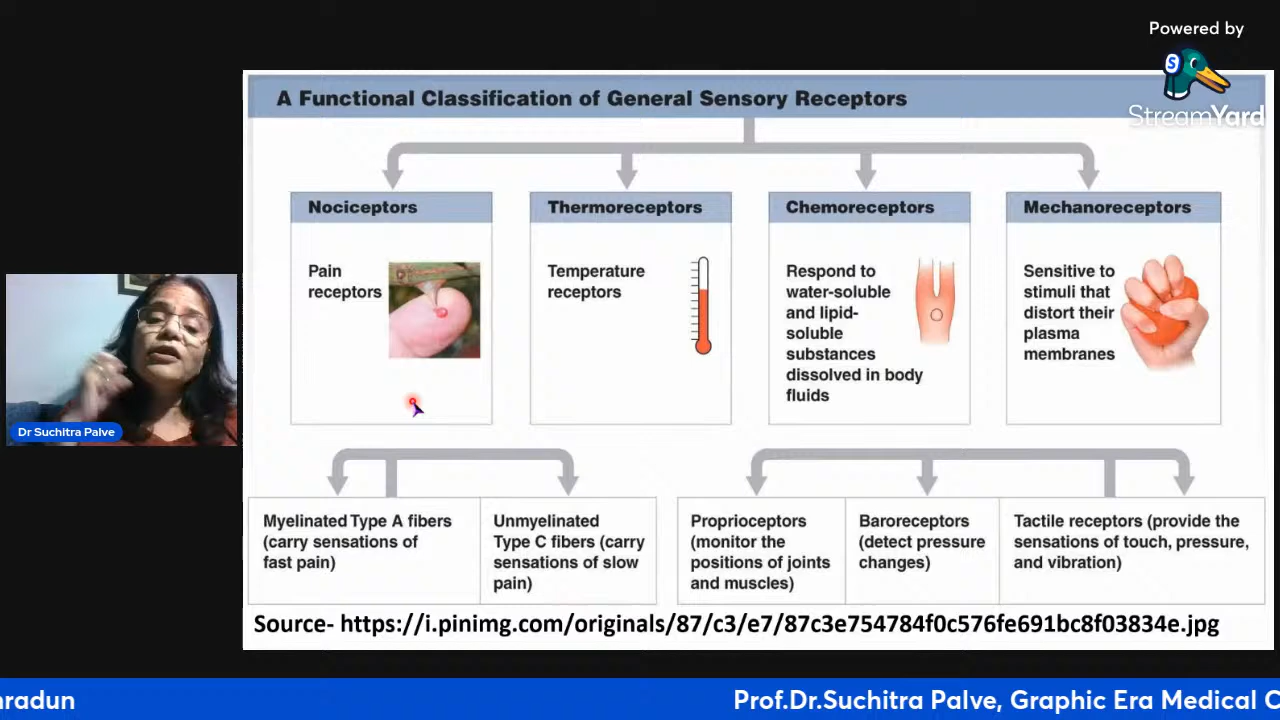 Powered by
StreamYard
A Functional Classification of General Sensory Receptors
Nociceptors
Pain
receptors
Thermoreceptors
Temperature
receptors
Chemoreceptors
Respond to
water-soluble
and lipid-
soluble
substances
dissolved in body
fluids
Mechanoreceptors
Sensitive to
stimuli that
distort their
plasma
membranes
Dr Suchitra Palve
Myelinated Type A fibers
(carry sensations of
fast pain)
Unmyelinated
Type C fibers (carry
sensations of slow
pain)
Proprioceptors
(monitor the
positions of joints
and muscles)
Baroreceptors
(detect pressure
changes)
Tactile receptors (provide the
sensations of touch, pressure,
and vibration)
Source- https://i.pinimg.com/originals/87/c3/e7/87c3e754784f0c576fe691bc8f03834e.jpg
radun
Prof.Dr.Suchitra Palve, Graphic Era Medical